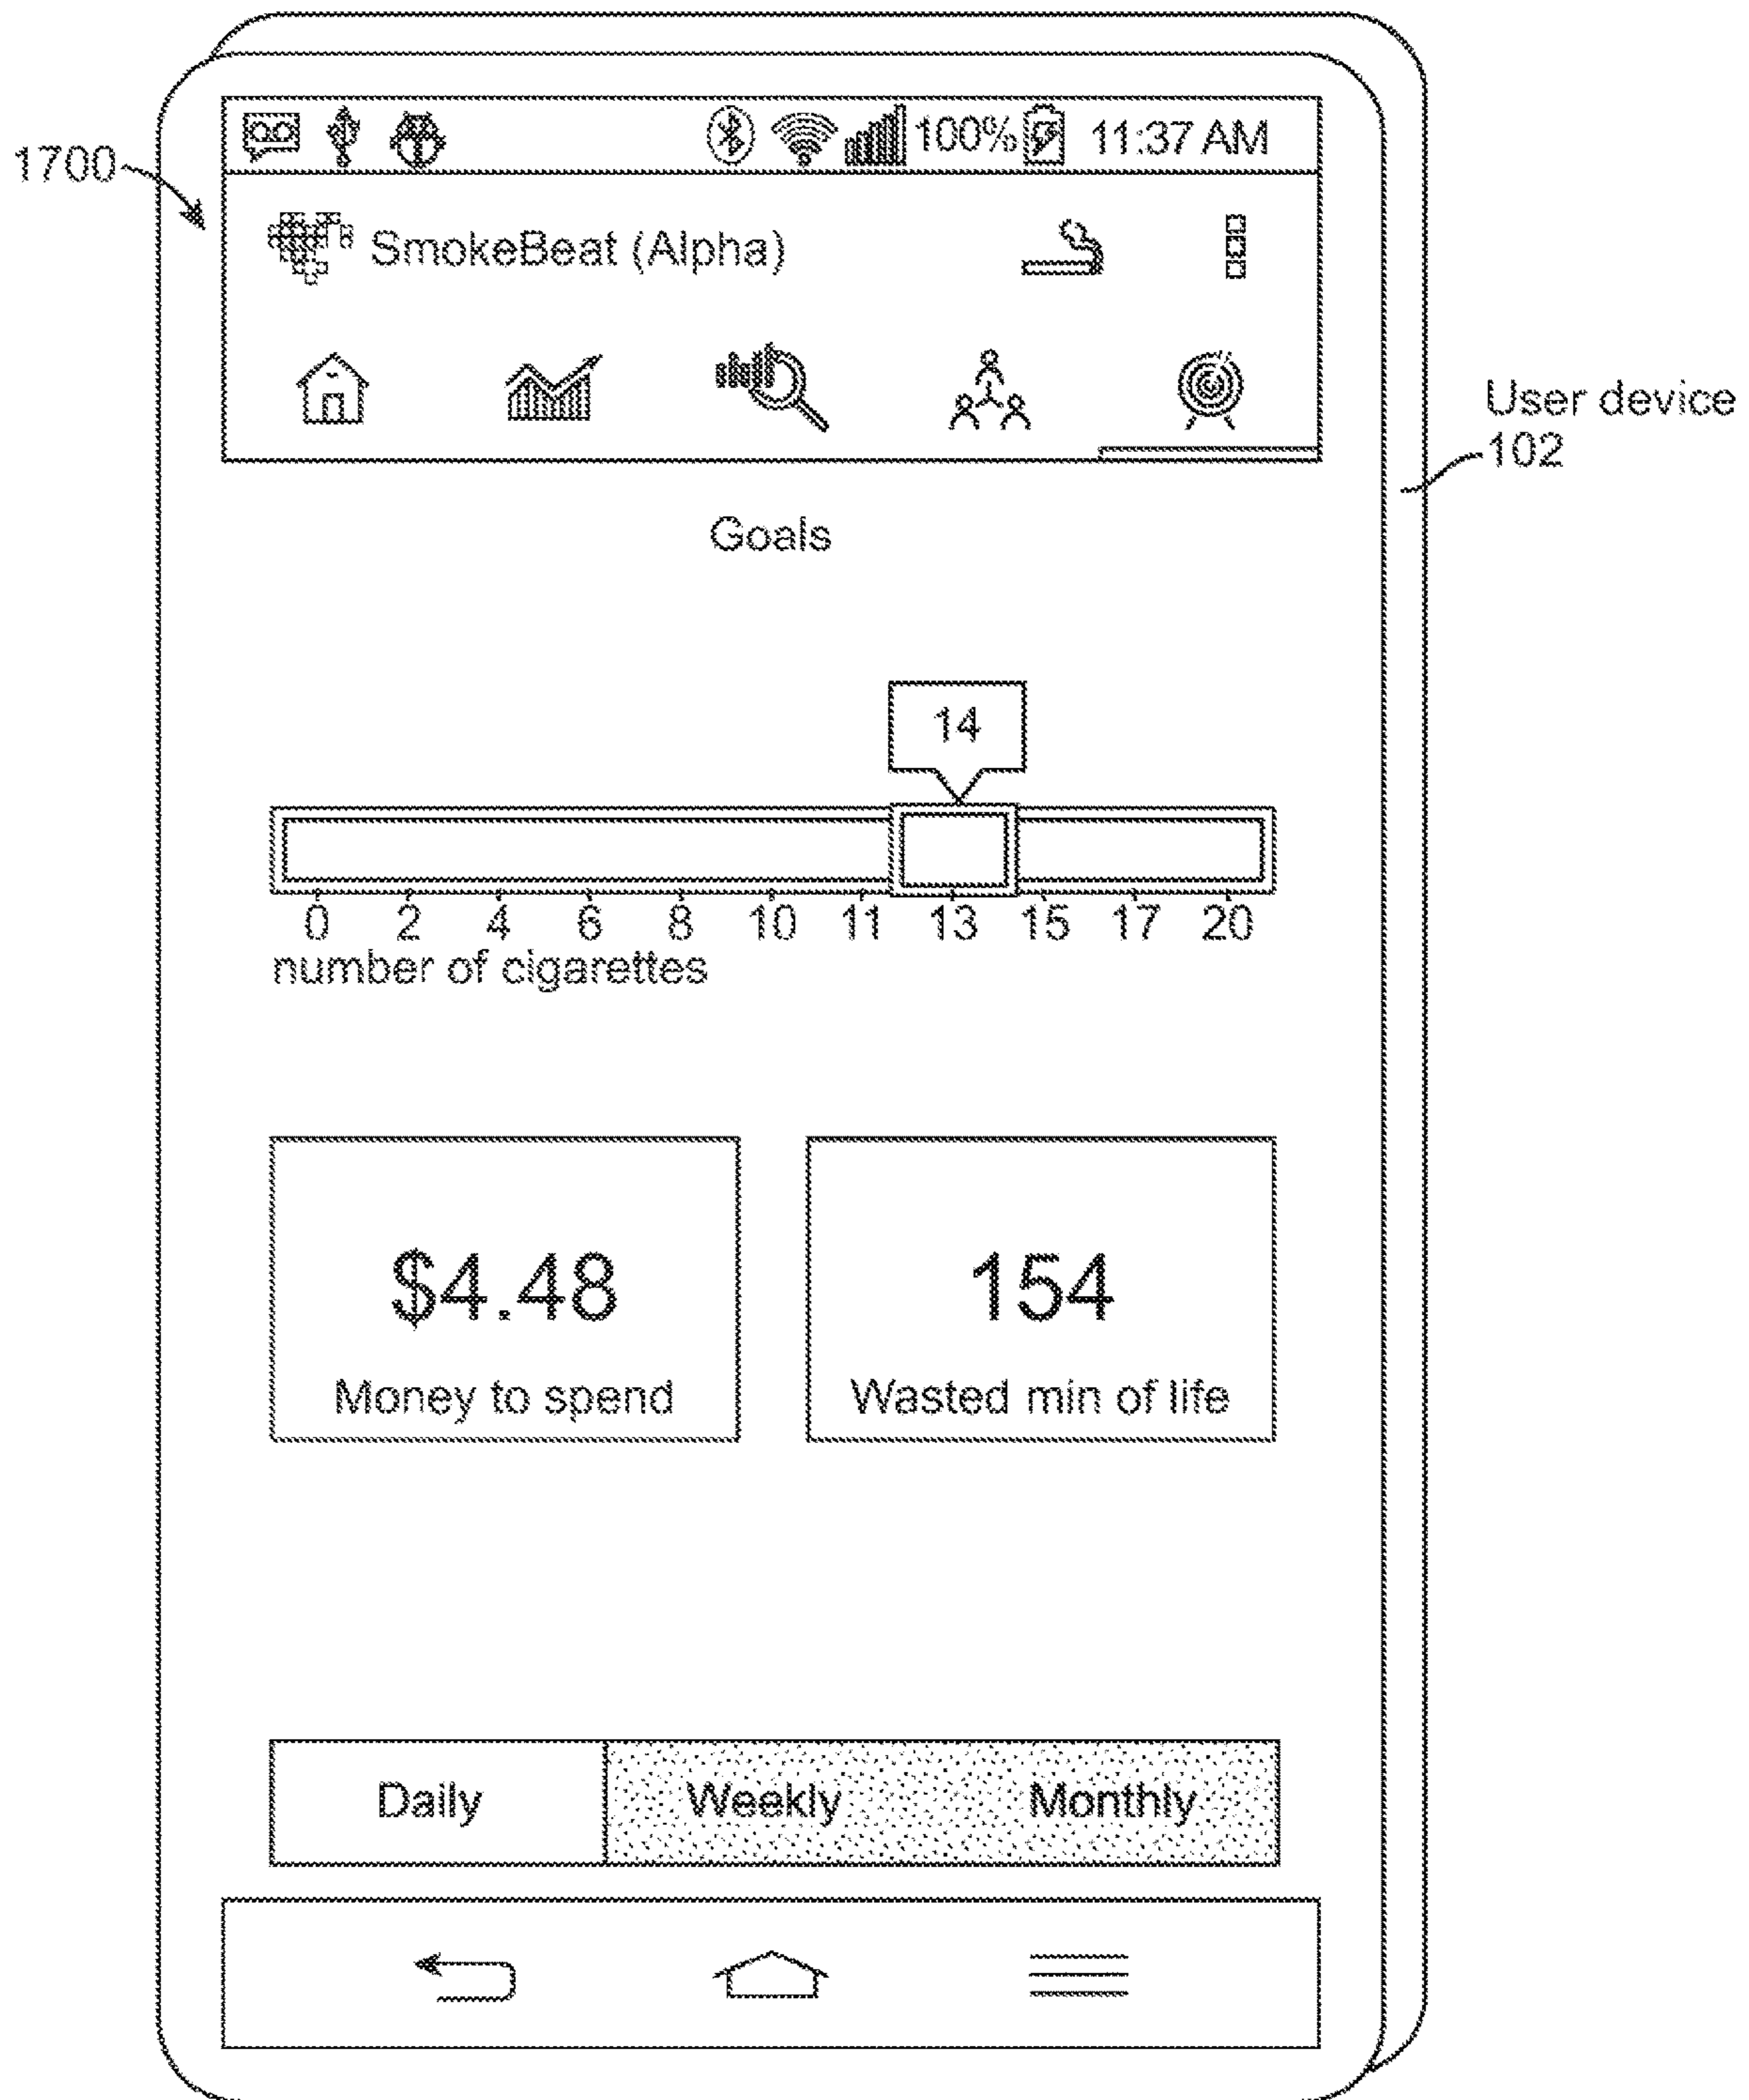 100% 11:37 AM
1700
SmokeBeat (Alpha)
User device
102
Goals
14
0 2 4 6 8 10 11 13 15 17 20
number of cigarettes
$4.48 154
Money to spend Wasted min of life
Daily Weekly Monthly